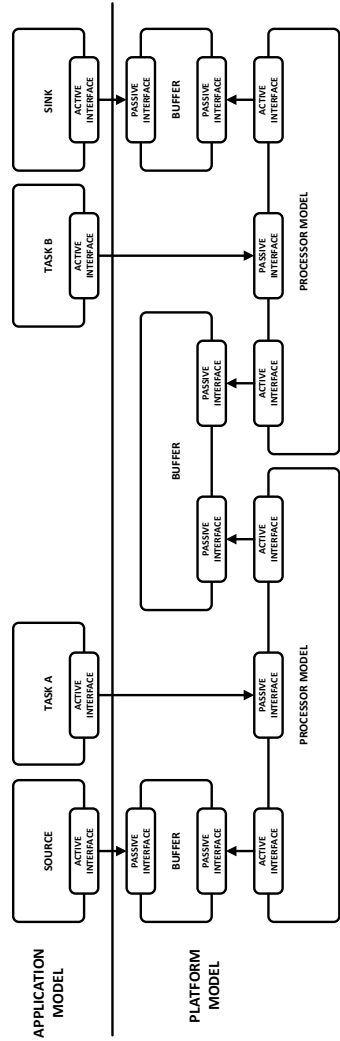 APPLICATION
MODEL
SOURCE
ACTIVE
INTERFACE
TASK A
ACTIVE
INTERFACE
TASK B
ACTIVE
INTERFACE
SINK
ACTIVE
INTERFACE
PLATFORM
MODEL
PASSIVE
INTERFACE
BUFFER
PASSIVE
INTERFACE
BUFFER
PASSIVE
INTERFACE
PASSIVE
INTERFACE
PASSIVE
INTERFACE
BUFFER
PASSIVE
INTERFACE
ACTIVE
INTERFACE
PASSIVE
INTERFACE
ACTIVE
INTERFACE
PROCESSOR MODEL
ACTIVE
INTERFACE
PASSIVE
INTERFACE
ACTIVE
INTERFACE
PROCESSOR MODEL